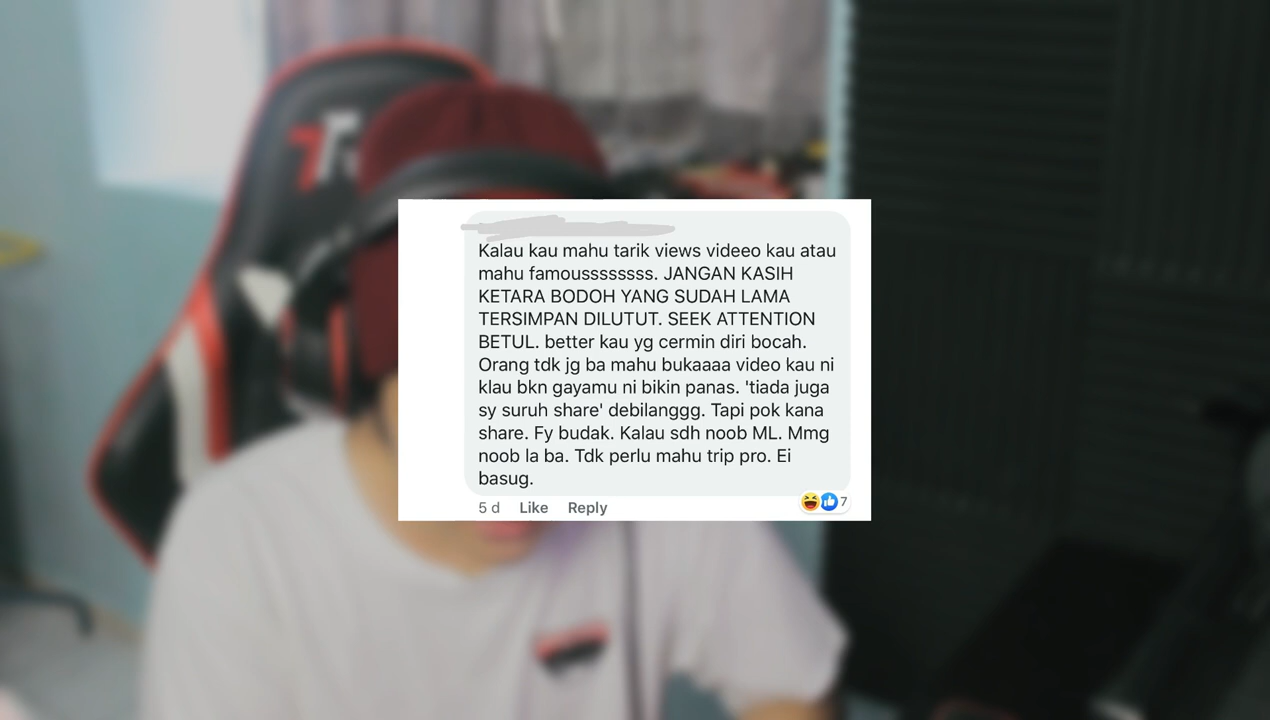 Kalau kau mahu tarik views videeo kau atau
mahu famoussssssss. JANGAN KASIH
KETARA BODOH YANG SUDAH LAMA
TERSIMPAN DILUTUT. SEEK ATTENTION
BETUL. better kau yg cermin diri bocah.
Orang tdk jg ba mahu bukaaaa video kau ni
klau bkn gayamu ni bikin panas. 'tiada juga
sy suruh share' debilanggg. Tapi pok kana
share. Fy budak. Kalau sdh noob ML. Mmg
noob la ba. Tdk perlu mahu trip pro. Ei
basug.
5 d Like Reply 7